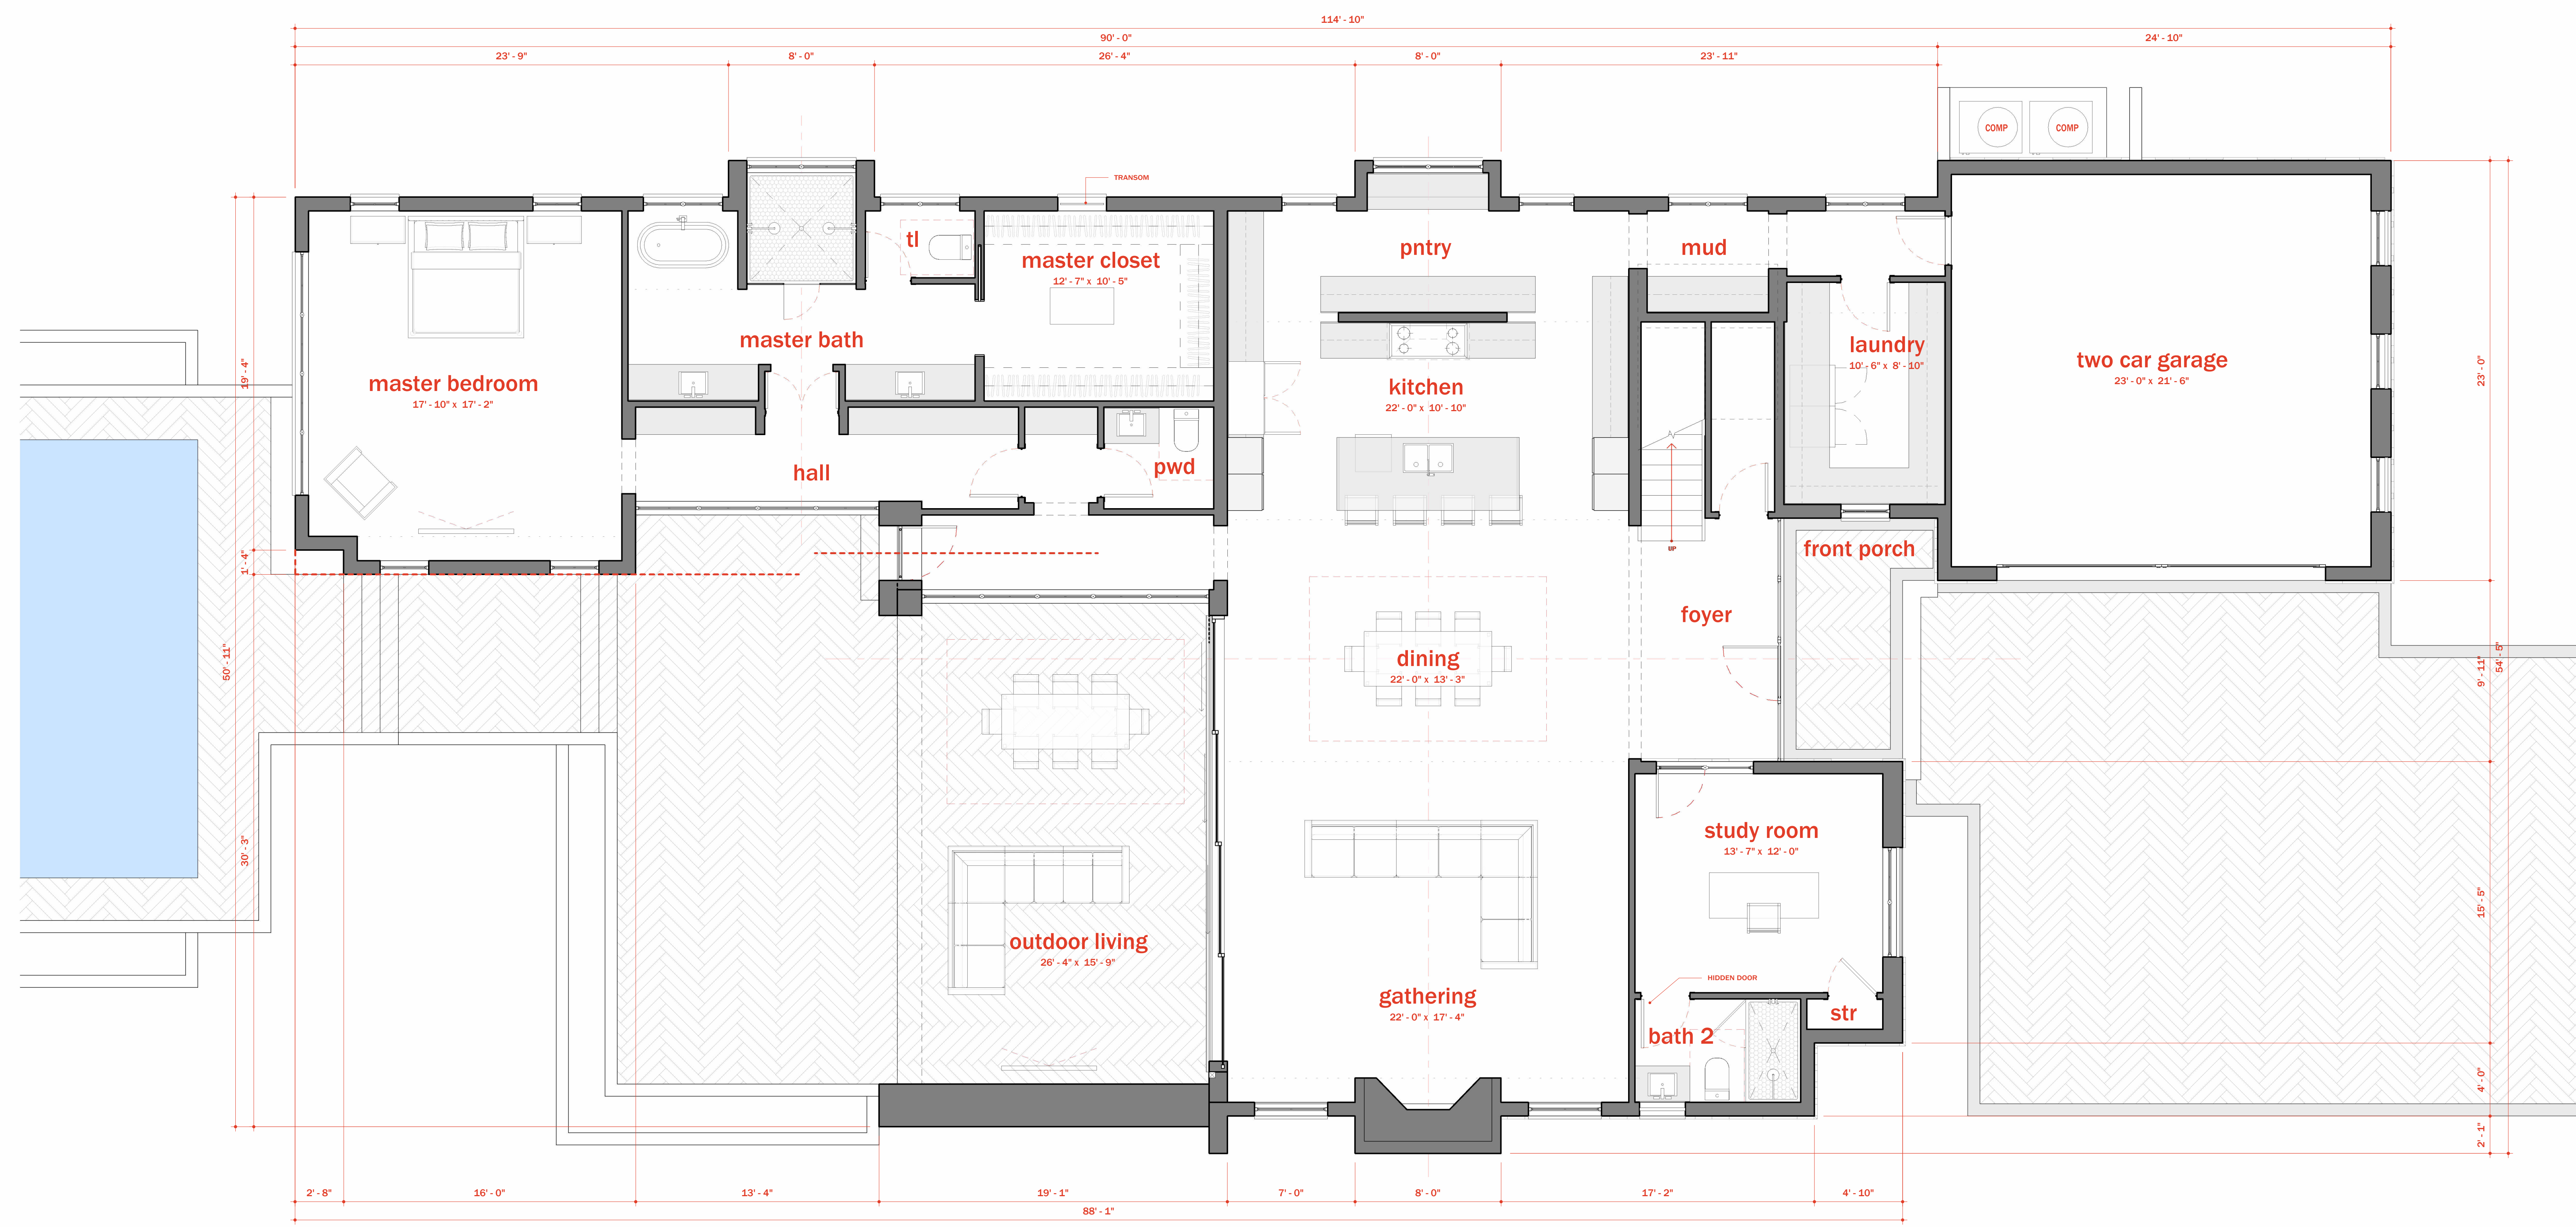 114' - 10"
90' - 0"
24' - 10"
23' - 9"
8' - 0"
26' - 4"
8' - 0"
23' - 11"
COMP
COMP
TRANSOM
tl
master closet
12' - 7" x 10' - 5"
pntry
mud
master bath
laundry
10' - 6" x 8' - 10"
two car garage
23' - 0" x 21' - 6"
master bedroom
17' - 10" x 17' - 2"
kitchen
22' - 0" x 10' - 10"
19' - 4"
23' - 0"
hall
pwd
UP
front porch
1' - 4"
foyer
dining
22' - 0" x 13' - 3"
50' - 11"
9' - 11"
54' - 5"
study room
13' - 7" x 12' - 0"
30' - 3"
15' - 5"
outdoor living
26' - 4" x 15' - 9"
HIDDEN DOOR
gathering
22' - 0" x 17' - 4"
str
bath 2
4' - 0"
2' - 1"
2' - 8"
16' - 0"
13' - 4"
19' - 1"
7' - 0"
8' - 0"
17' - 2"
4' - 10"
88' - 1"